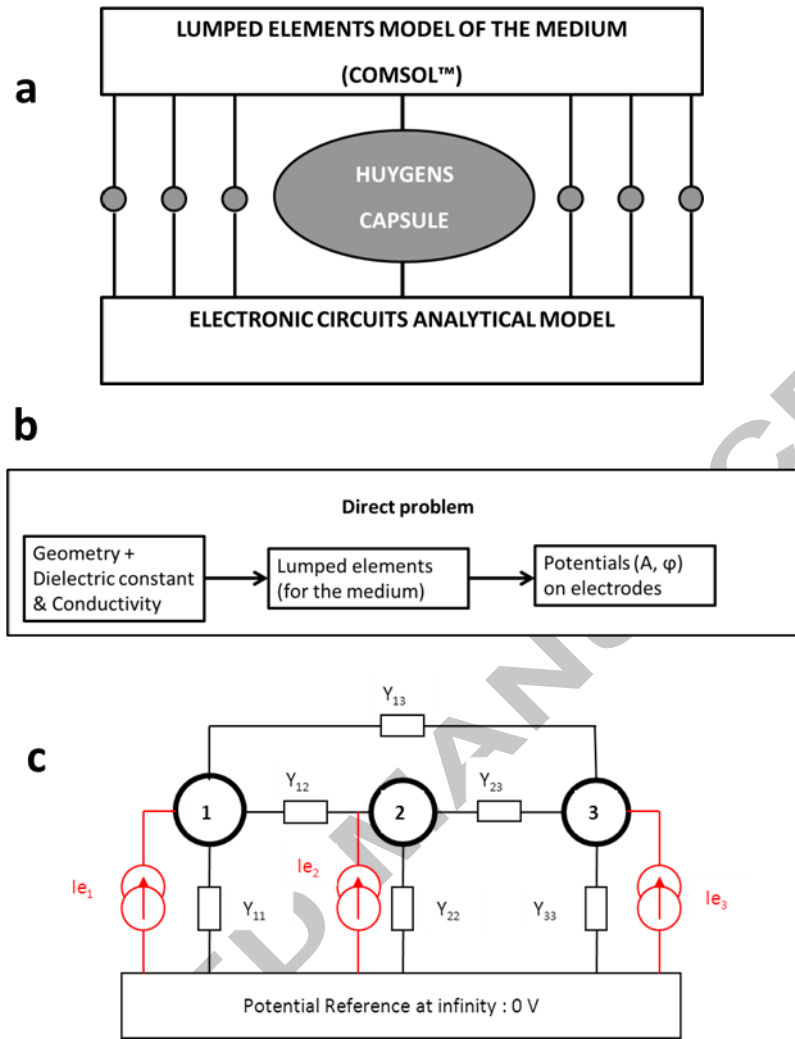 a
LUMPED ELEMENTS MODEL OF THE MEDIUM
(COMSOL™)
HUYGENS
CAPSULE
ELECTRONIC CIRCUITS ANALYTICAL MODEL
b
Direct problem
Geometry +
Dielectric constant
& Conductivity
Lumped elements
(for the medium)
Potentials (A, φ)
on electrodes
c
Y13
Y12
Y23
1
2
3
Ie1
Y11
Ie2
Y22
Y33
Ie3
Potential Reference at infinity : 0 V